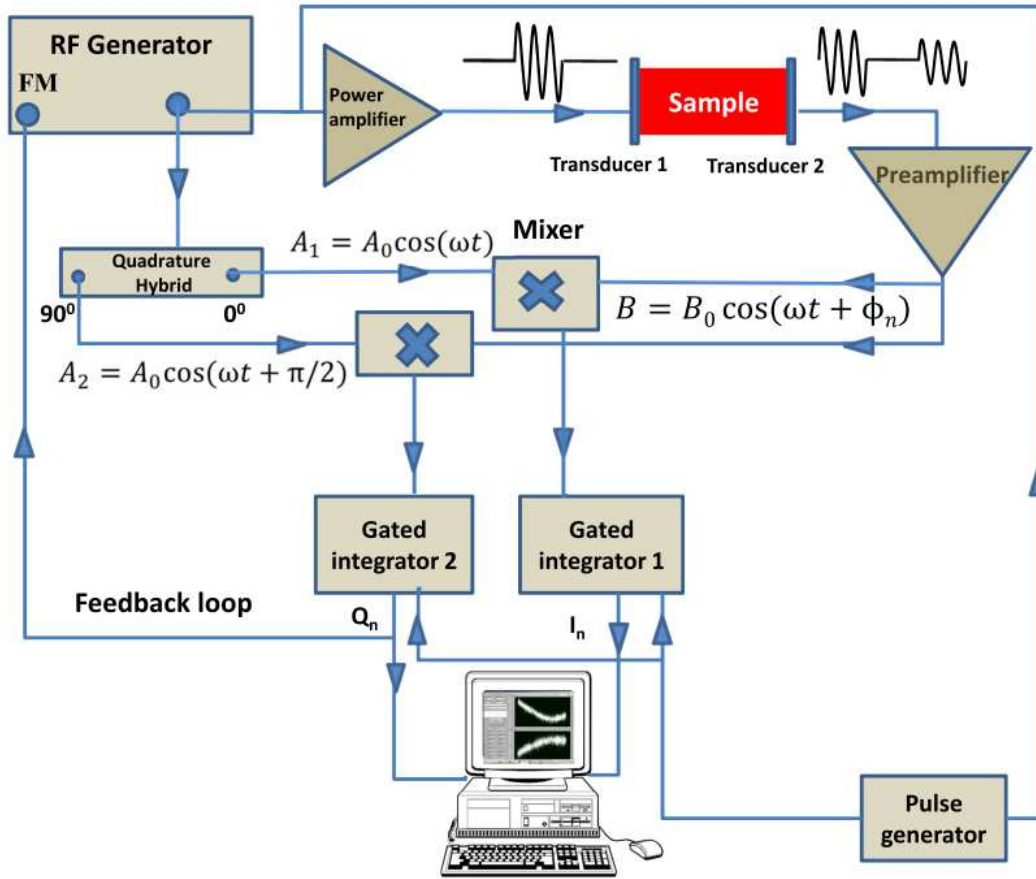 RF Generator
FM
Power
amplifier
Sample
Transducer 1
Transducer 2
Preamplifier
Mixer
A₁ = A₀cos(ωt)
Quadrature
Hybrid
90⁰
0⁰
B = B₀ cos(ωt + ϕₙ)
A₂ = A₀cos(ωt + π/2)
Gated
integrator 2
Gated
integrator 1
Feedback loop
Qₙ
Iₙ
Pulse
generator